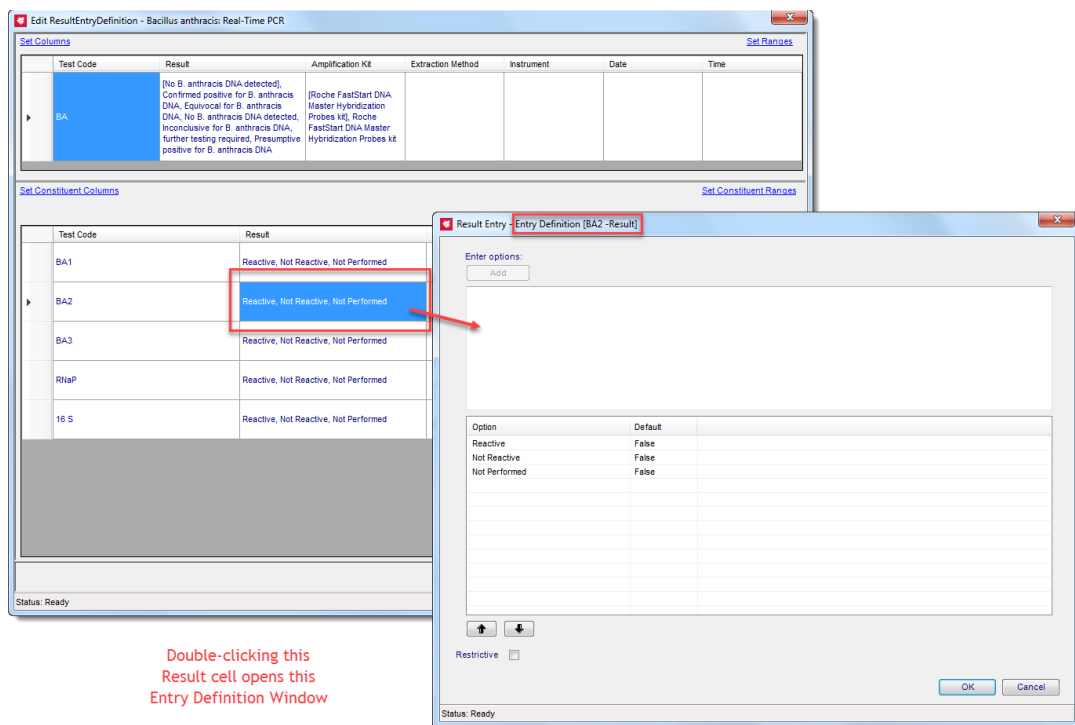 Edit ResultEntryDefinition - Bacillus anthracis: Real-Time PCR
Set Columns
Set Ranges
Test Code Result Amplification Kit Extraction Method Instrument Date Time
BA
[No B. anthracis DNA detected],
Confirmed positive for B. anthracis
DNA, Equivocal for B. anthracis
DNA, No B. anthracis DNA detected,
Inconclusive for B. anthracis DNA,
further testing required, Presumptive
positive for B. anthracis DNA
[Roche FastStart DNA
Master Hybridization
Probes kit], Roche
FastStart DNA Master
Hybridization Probes kit
Set Constituent Columns
Set Constituent Ranges
Test Code Result
BA1 Reactive, Not Reactive, Not Performed
BA2 Reactive, Not Reactive, Not Performed
BA3 Reactive, Not Reactive, Not Performed
RNaP Reactive, Not Reactive, Not Performed
16 S Reactive, Not Reactive, Not Performed
Status: Ready
Result Entry - Entry Definition [BA2 -Result]
Enter options:
Add
Option Default
Reactive False
Not Reactive False
Not Performed False
Restrictive
OK Cancel
Status: Ready
Double-clicking this
Result cell opens this
Entry Definition Window